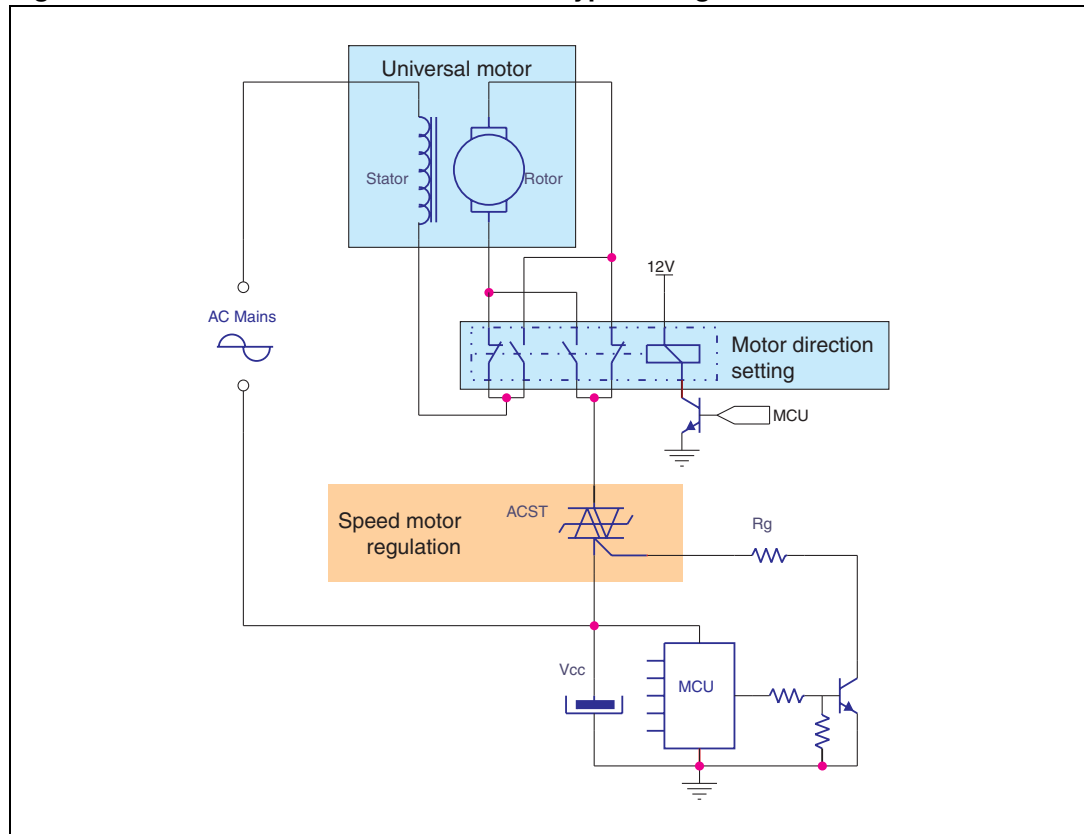 Universal motor
Stator
Rotor
12V
AC Mains
Motor direction
setting
MCU
ACST
Speed motor
regulation
Rg
Vcc
MCU